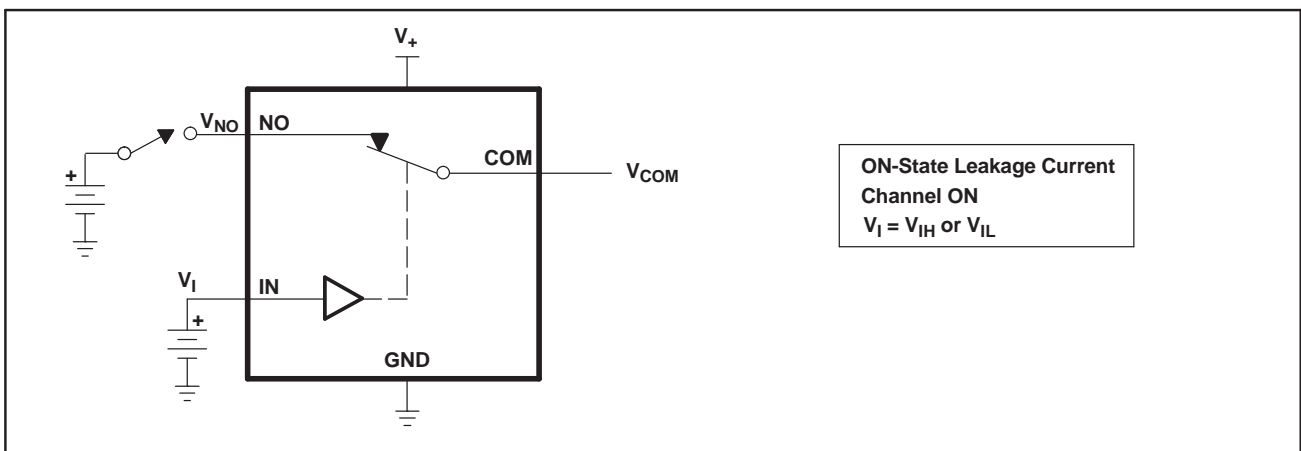 V+
VNO NO
COM
VCOM
+
ON-State Leakage Current
Channel ON
VI = VIH or VIL
VI IN
+
GND